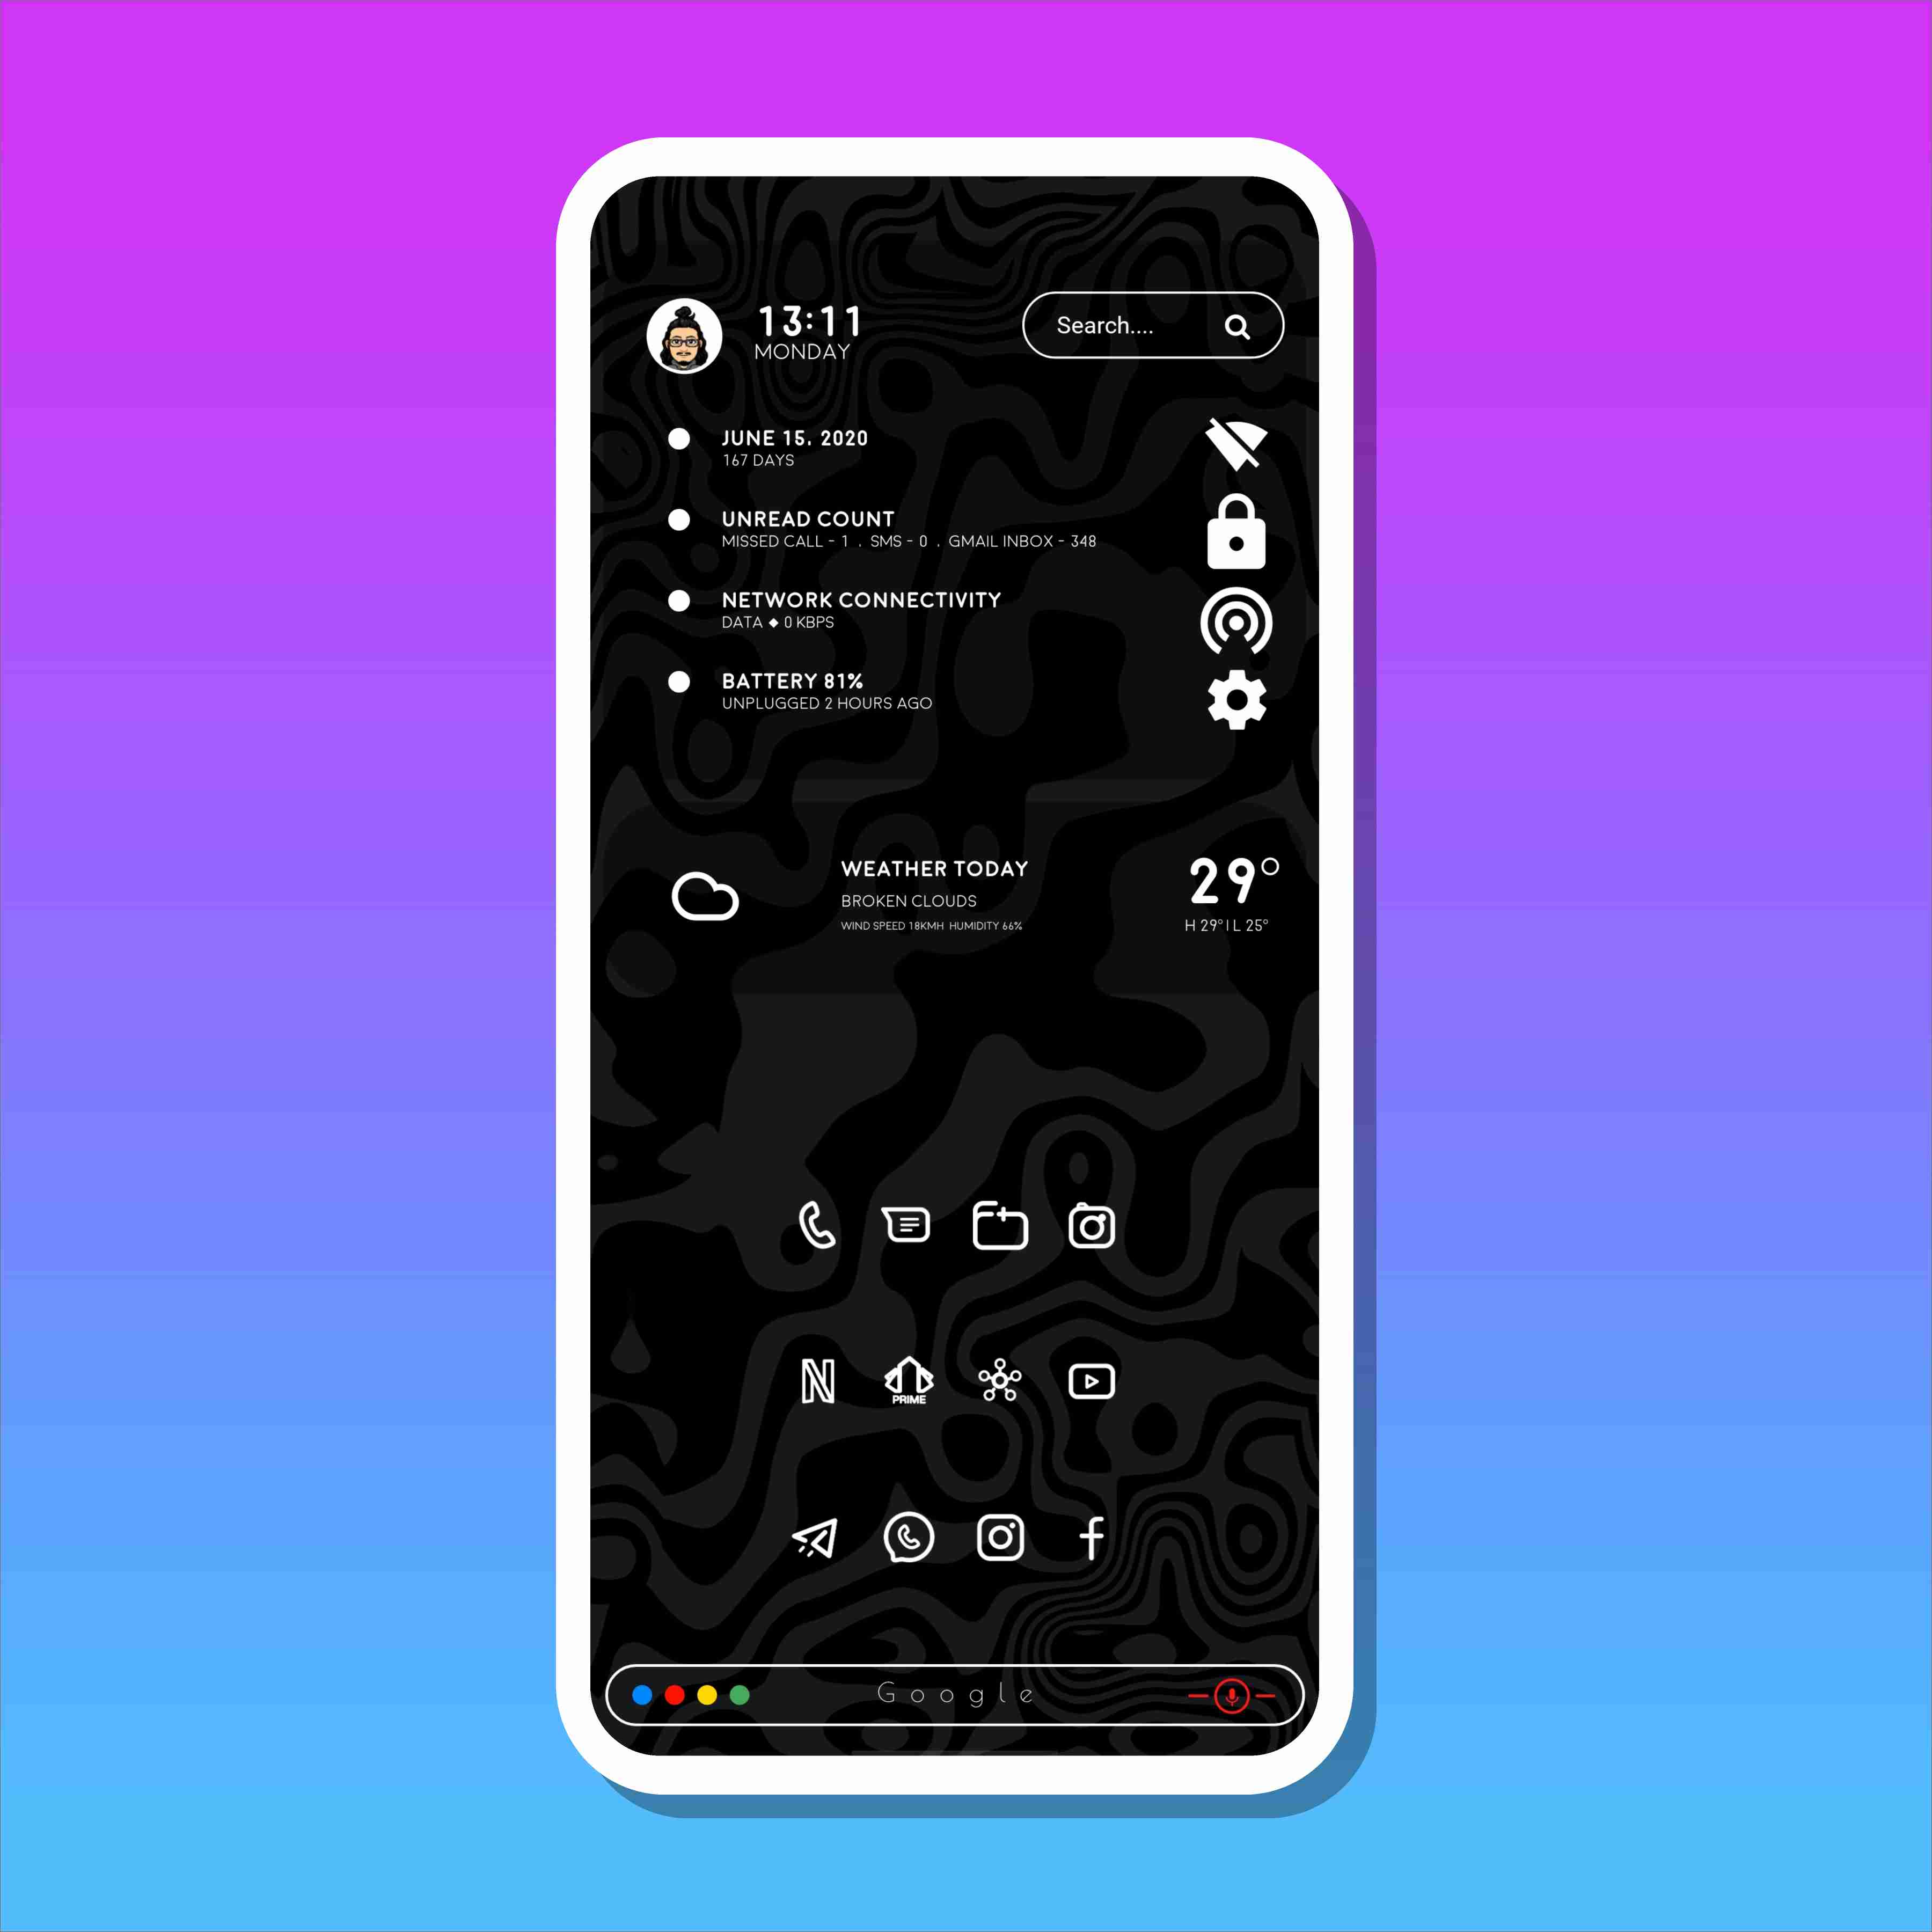 13:11
MONDAY
Search....
JUNE 15, 2020
167 DAYS
UNREAD COUNT
MISSED CALL - 1 . SMS - 0 . GMAIL INBOX - 348
NETWORK CONNECTIVITY
DATA ◆ 0 KBPS
BATTERY 81%
UNPLUGGED 2 HOURS AGO
WEATHER TODAY
BROKEN CLOUDS
WIND SPEED 18KMH HUMIDITY 66%
29°
H 29° | L 25°
N
PRIME
f
Google